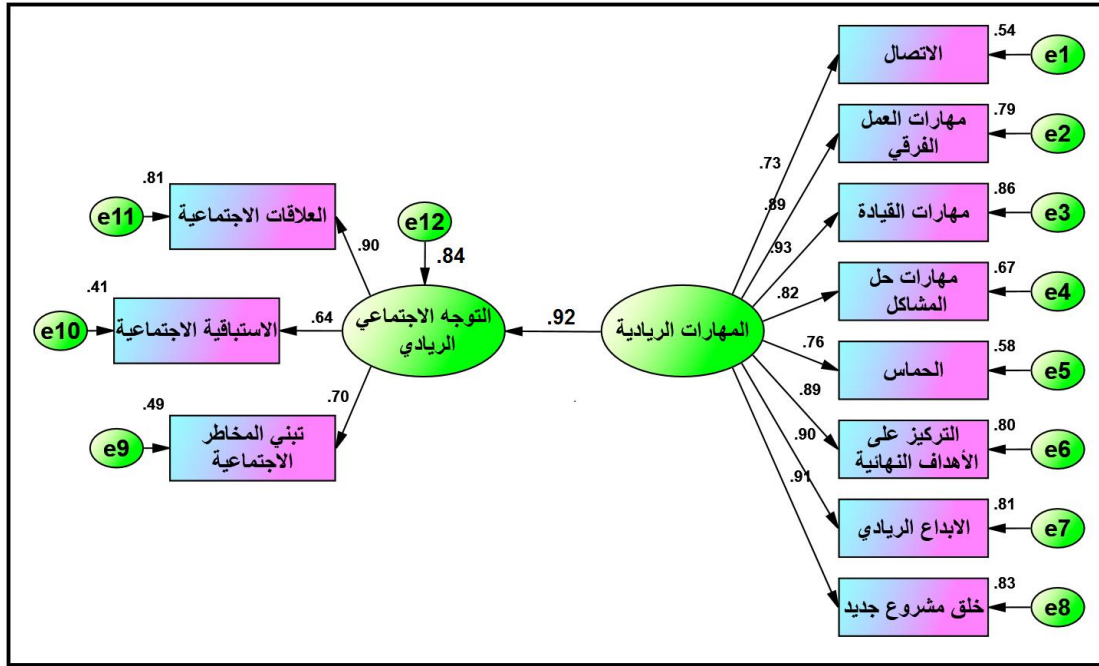 .54
الاتصال
e1
.79
مهارات العمل
الفرقي
e2
.73
.81
العلاقات الاجتماعية
e11
.89
.86
مهارات القيادة
e3
e12
.90
.84
.93
.67
مهارات حل
المشاكل
e4
.82
.41
الاستباقية الاجتماعية
e10
.64
التوجه الاجتماعي
الريادي
.92
المهارات الريادية
.76
.58
الحماس
e5
.89
.49
تبني المخاطر
الاجتماعية
e9
.70
.80
التركيز على
الأهداف النهائية
e6
.90
.91
.81
الابداع الريادي
e7
.83
خلق مشروع جديد
e8